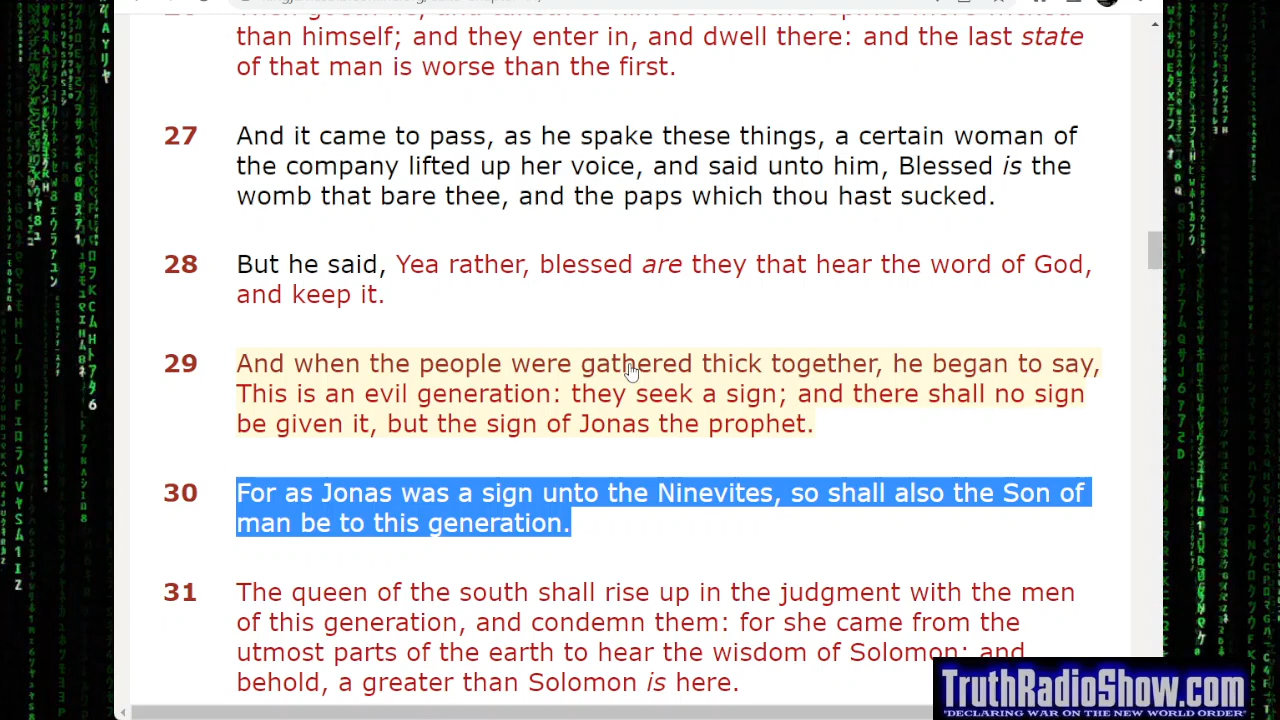 than himself; and they enter in, and dwell there: and the last state
of that man is worse than the first.
27 And it came to pass, as he spake these things, a certain woman of
the company lifted up her voice, and said unto him, Blessed is the
womb that bare thee, and the paps which thou hast sucked.
28 But he said, Yea rather, blessed are they that hear the word of God,
and keep it.
29 And when the people were gathered thick together, he began to say,
This is an evil generation: they seek a sign; and there shall no sign
be given it, but the sign of Jonas the prophet.
30 For as Jonas was a sign unto the Ninevites, so shall also the Son of
man be to this generation.
31 The queen of the south shall rise up in the judgment with the men
of this generation, and condemn them: for she came from the
utmost parts of the earth to hear the wisdom of Solomon; and,
behold, a greater than Solomon is here.
TruthRadioShow.com
"DECLARING WAR ON THE NEW WORLD ORDER"